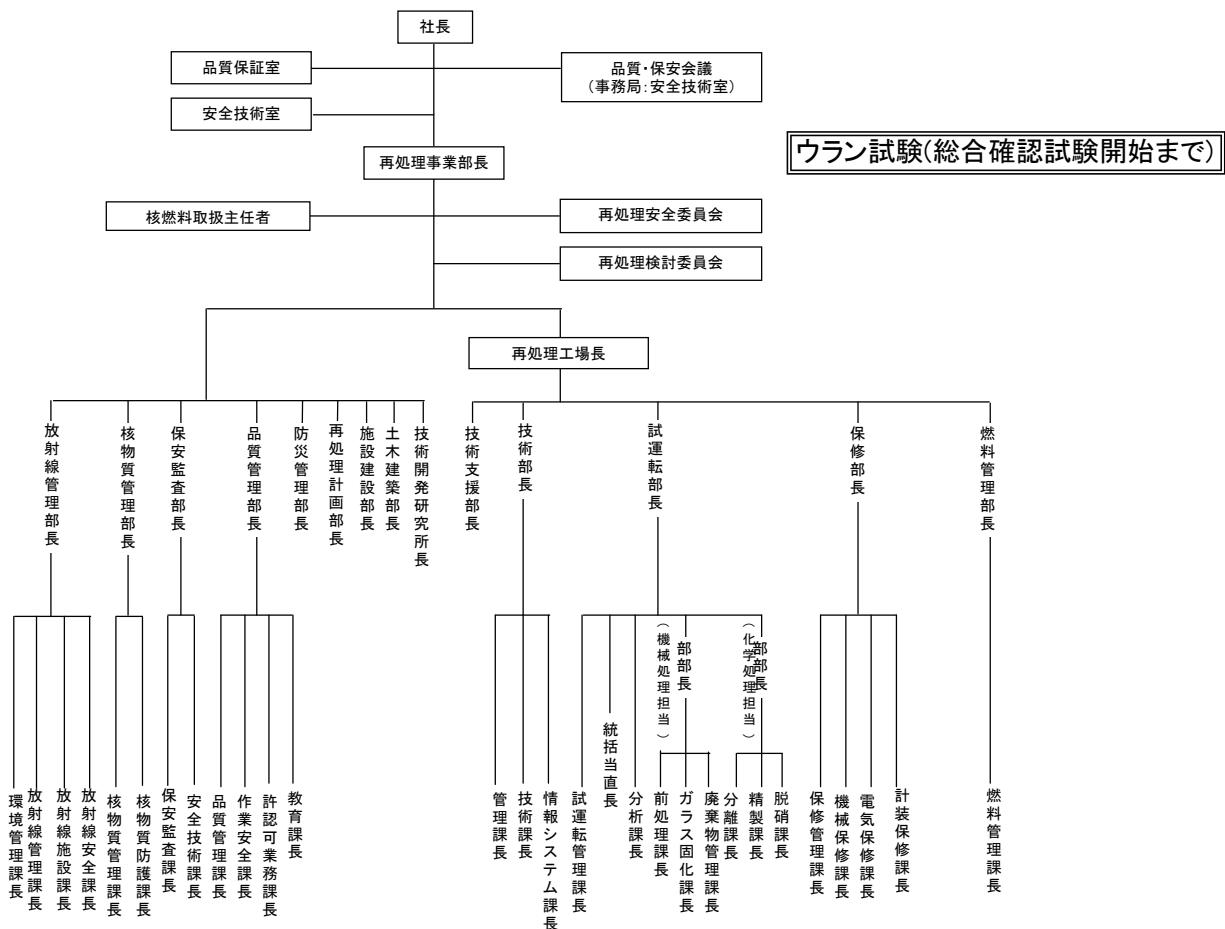 社長
品質保証室
品質・保安会議
(事務局:安全技術室)
安全技術室
ウラン試験(総合確認試験開始まで)
再処理事業部長
核燃料取扱主任者
再処理安全委員会
再処理検討委員会
再処理工場長
放射線管理部長
核物質管理部長
保安監査部長
品質管理部長
防災管理部長
再処理計画部長
施設建設部長
土木建築部長
技術開発研究所長
技術支援部長
技術部長
試運転部長
保修部長
燃料管理部長
部部長
(機械処理担当)
部部長
(化学処理担当)
環境管理課長
放射線管理課長
放射線施設課長
放射線安全課長
核物質管理課長
核物質防護課長
保安監査課長
安全技術課長
品質管理課長
作業安全課長
許認可業務課長
教育課長
管理課長
技術課長
情報システム課長
試運転管理課長
統括当直長
分析課長
前処理課長
ガラス固化課長
廃棄物管理課長
分離課長
精製課長
脱硝課長
保修管理課長
機械保修課長
電気保修課長
計装保修課長
燃料管理課長